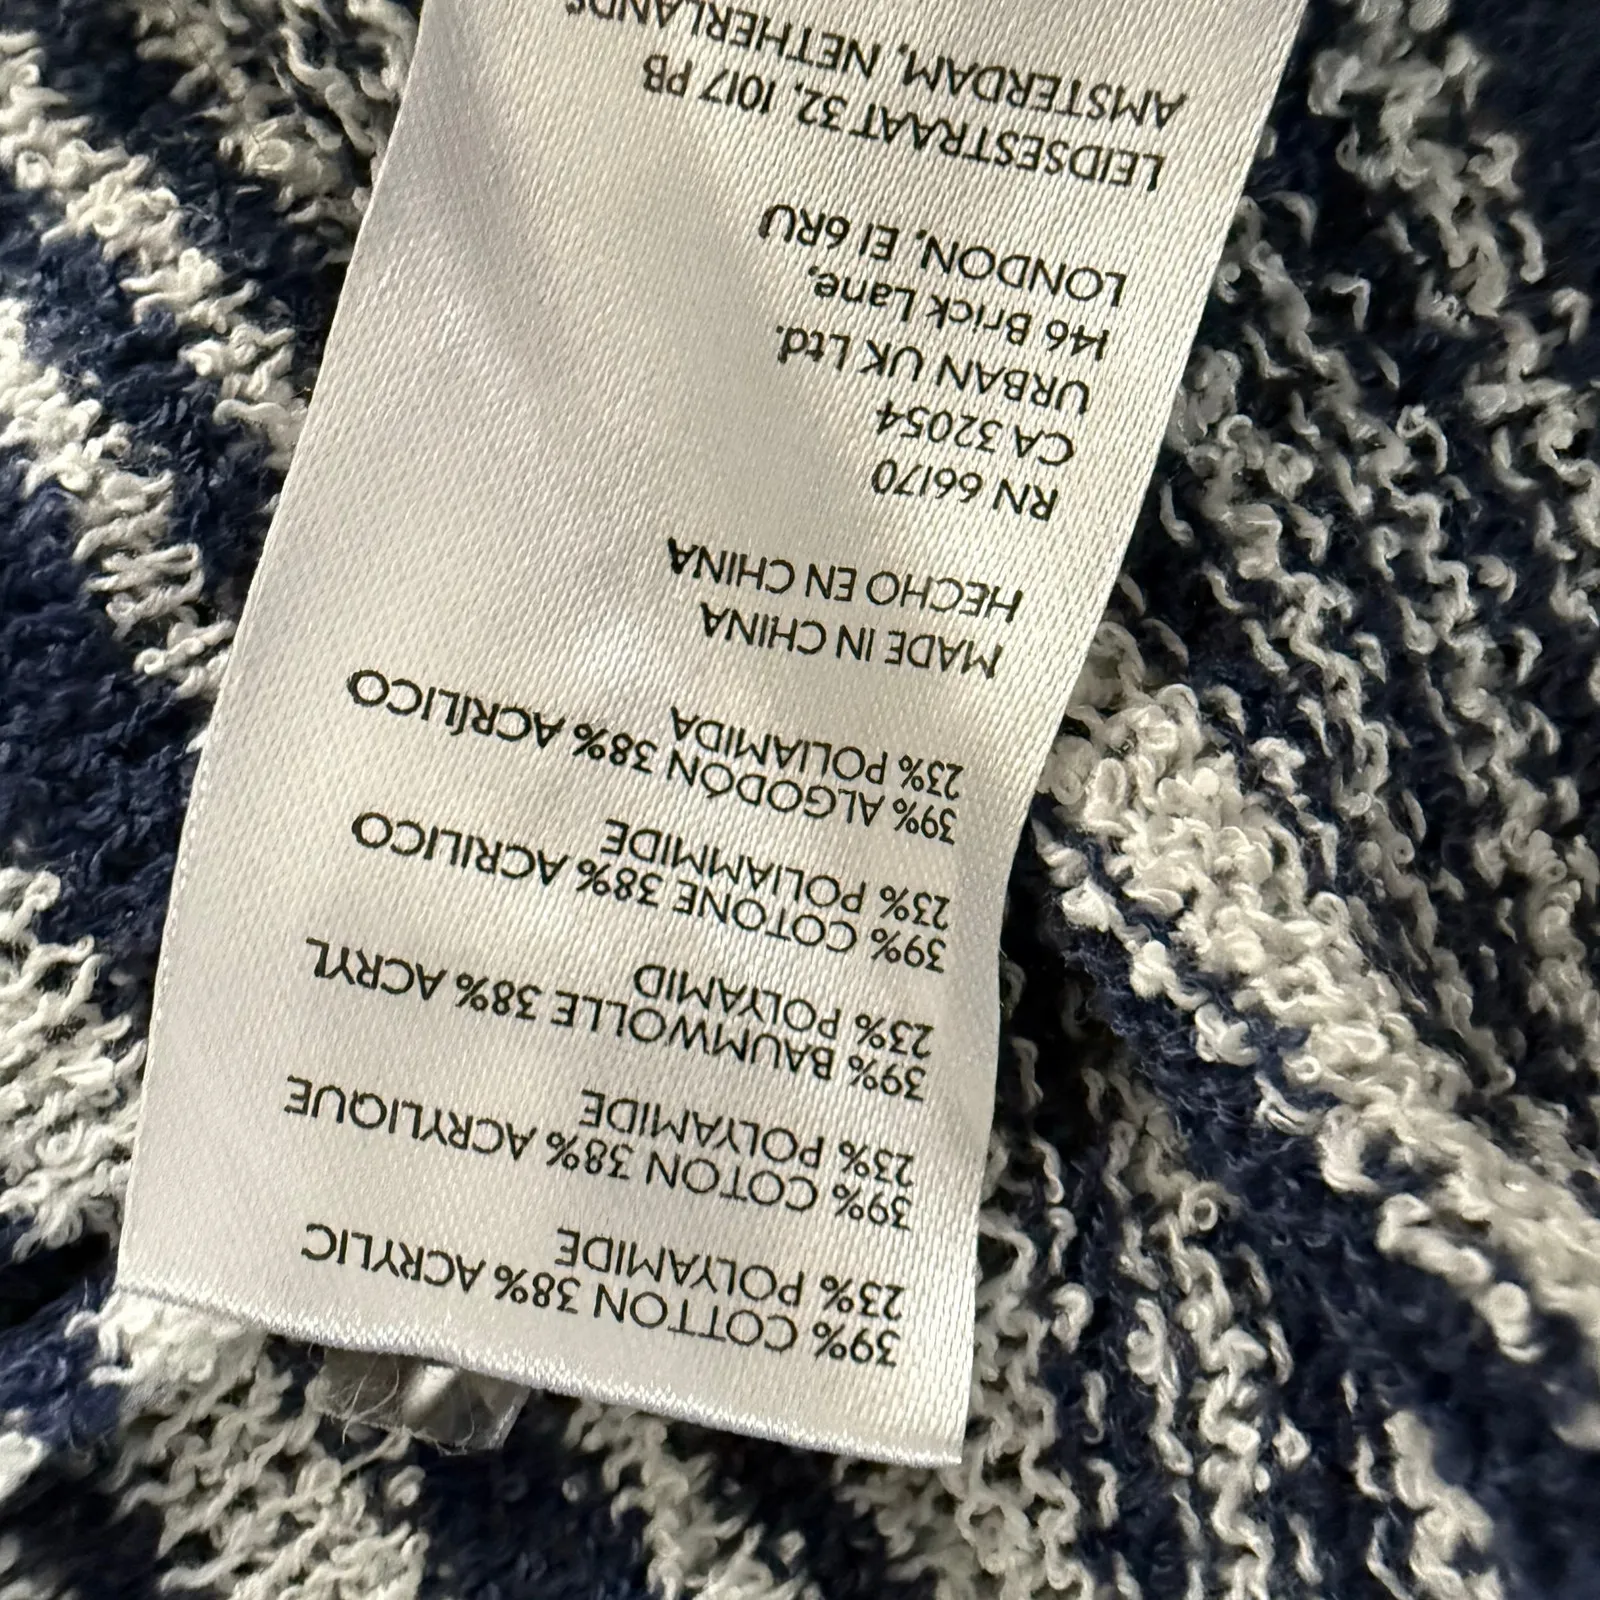 39% COTTON 38% ACRYLIC
23% POLYAMIDE
39% COTON 38% ACRYLIQUE
23% POLYAMIDE
39% BAUMWOLLE 38% ACRYL
23% POLYAMID
39% COTONE 38% ACRILICO
23% POLIAMMIDE
39% ALGODÓN 38% ACRÍLICO
23% POLIAMIDA
MADE IN CHINA
HECHO EN CHINA
RN 66170
CA 32054
URBAN UK Ltd.
146 Brick Lane,
LONDON, E1 6RU
LEIDSESTRAAT 32, 1017 PB
AMSTERDAM, NETHERLANDS